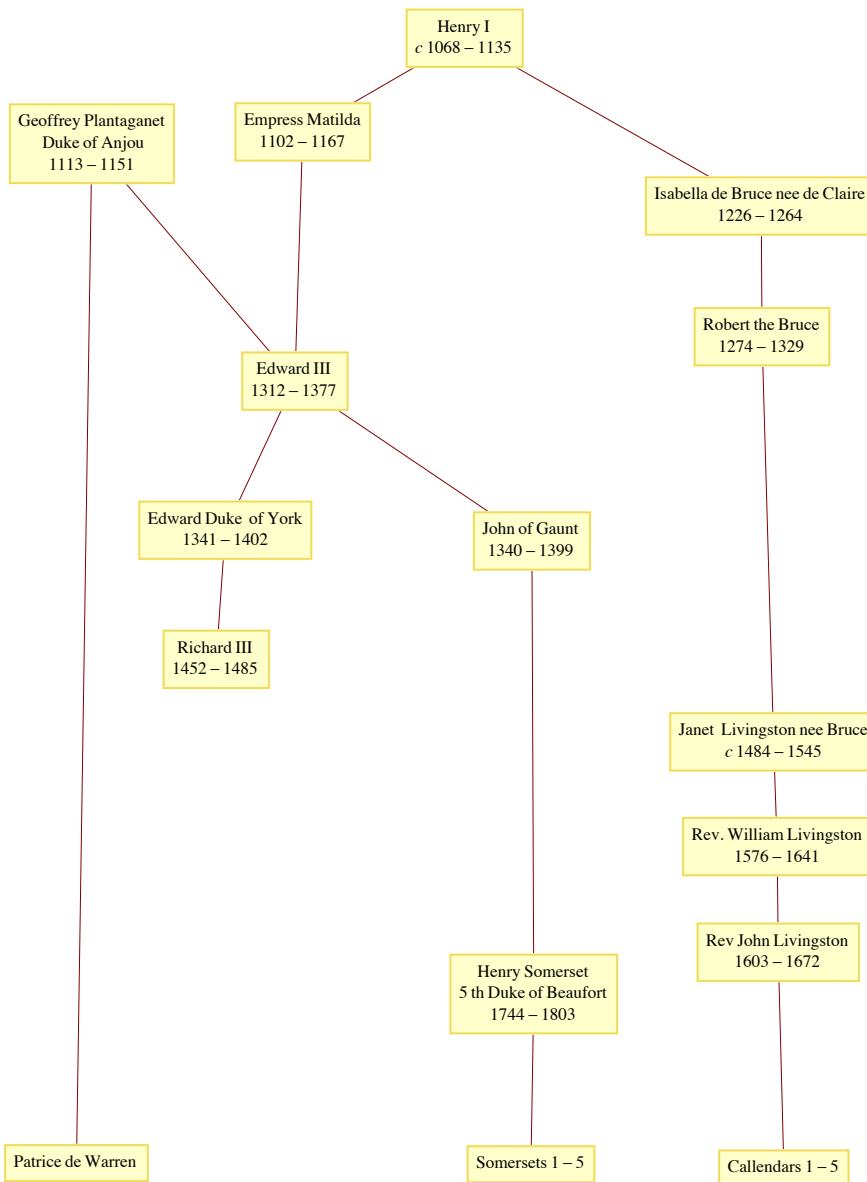 Henry I
c 1068 – 1135
Geoffrey Plantaganet
Duke of Anjou
1113 – 1151
Empress Matilda
1102 – 1167
Isabella de Bruce nee de Claire
1226 – 1264
Robert the Bruce
1274 – 1329
Edward III
1312 – 1377
Edward Duke of York
1341 – 1402
John of Gaunt
1340 – 1399
Richard III
1452 – 1485
Janet Livingston nee Bruce
c 1484 – 1545
Rev. William Livingston
1576 – 1641
Rev John Livingston
1603 – 1672
Henry Somerset
5 th Duke of Beaufort
1744 – 1803
Patrice de Warren
Somersets 1 – 5
Callendars 1 – 5